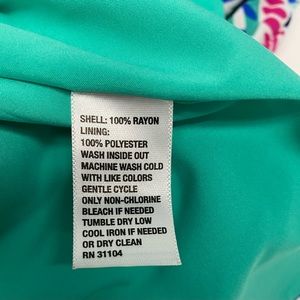 SHELL: 100% RAYON
LINING:
100% POLYESTER
WASH INSIDE OUT
MACHINE WASH COLD
WITH LIKE COLORS
GENTLE CYCLE
ONLY NON-CHLORINE
BLEACH IF NEEDED
TUMBLE DRY LOW
COOL IRON IF NEEDED
OR DRY CLEAN
RN 31104